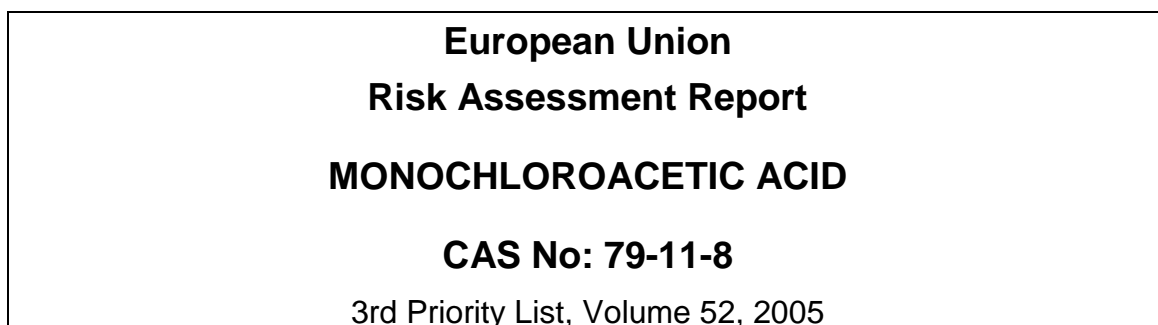 European Union
Risk Assessment Report
MONOCHLOROACETIC ACID
CAS No: 79-11-8
3rd Priority List, Volume 52, 2005